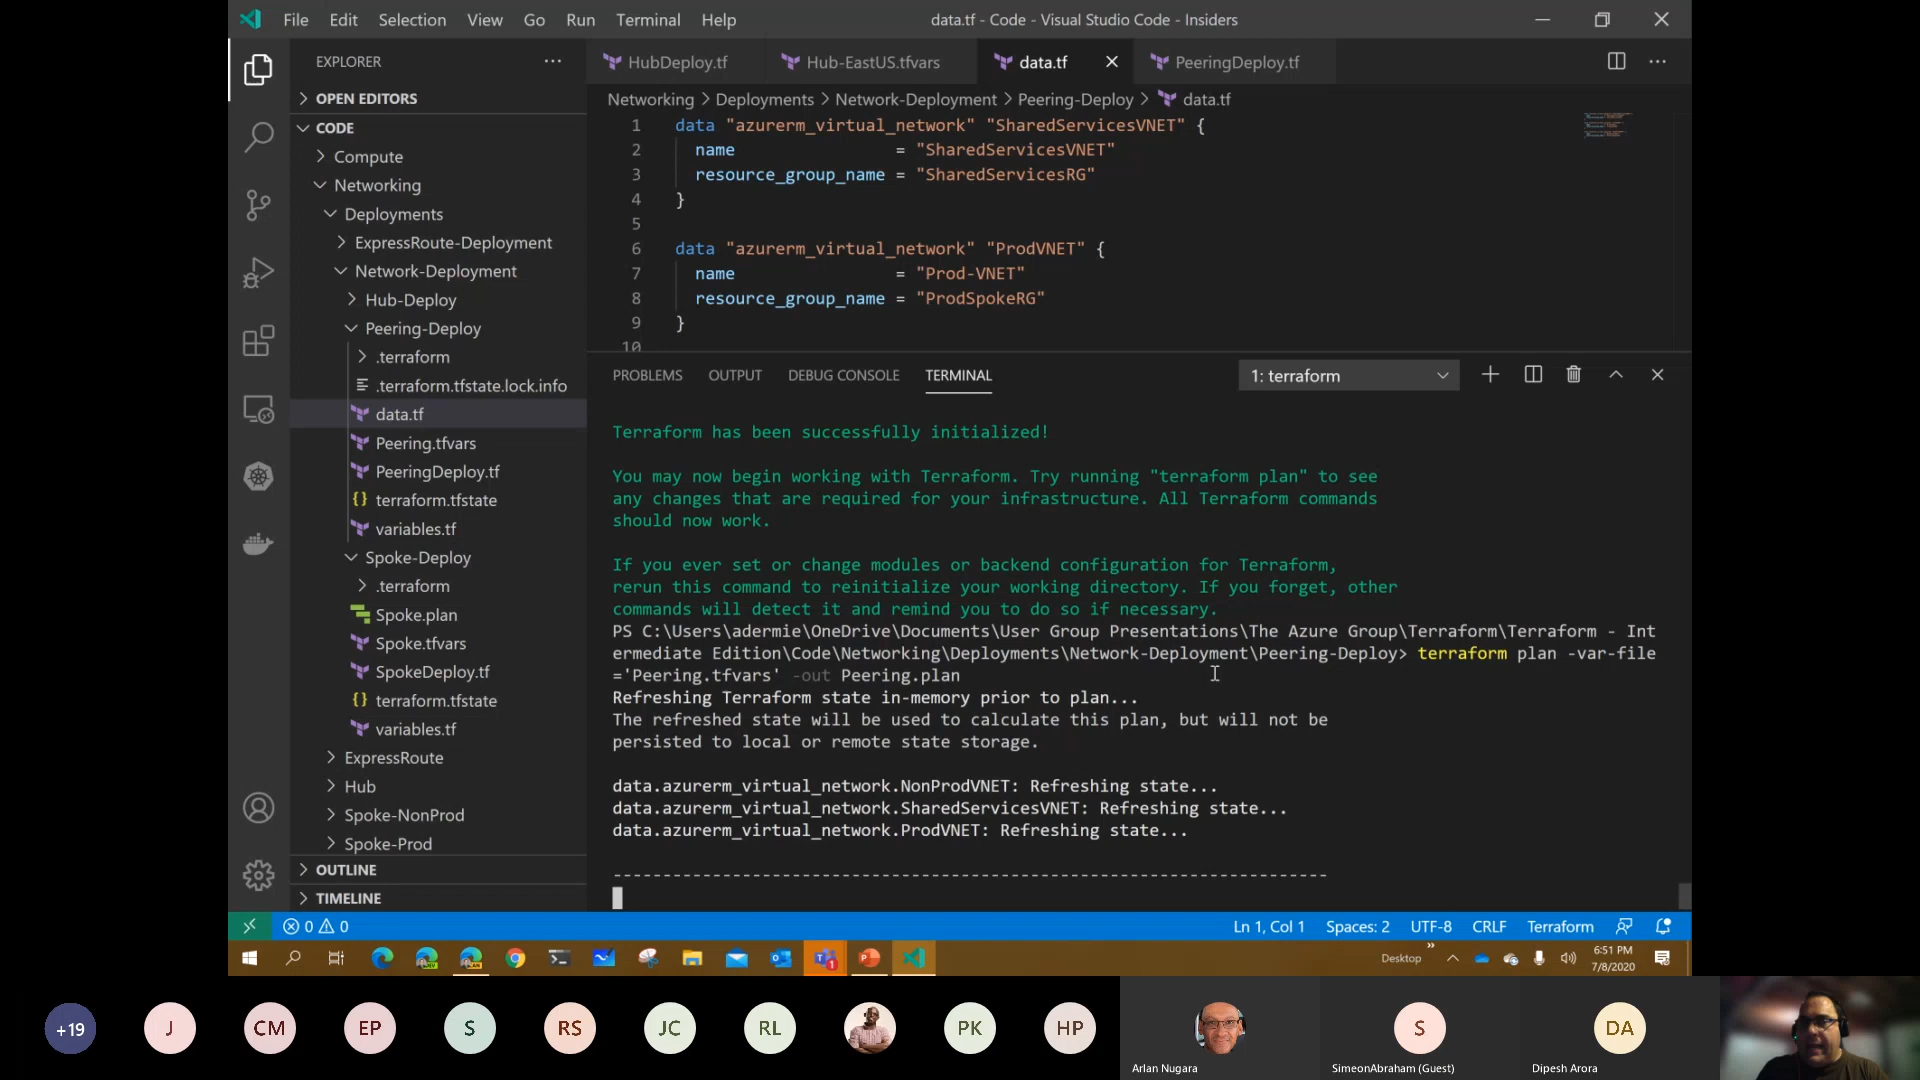 File Edit Selection View Go Run Terminal Help
data.tf - Code - Visual Studio Code - Insiders
EXPLORER
OPEN EDITORS
CODE
Compute
Networking
Deployments
ExpressRoute-Deployment
Network-Deployment
Hub-Deploy
Peering-Deploy
.terraform
.terraform.tfstate.lock.info
data.tf
Peering.tfvars
PeeringDeploy.tf
terraform.tfstate
variables.tf
Spoke-Deploy
.terraform
Spoke.plan
Spoke.tfvars
SpokeDeploy.tf
terraform.tfstate
variables.tf
ExpressRoute
Hub
Spoke-NonProd
Spoke-Prod
OUTLINE
TIMELINE
HubDeploy.tf Hub-EastUS.tfvars data.tf PeeringDeploy.tf
Networking > Deployments > Network-Deployment > Peering-Deploy > data.tf
1 data "azurerm_virtual_network" "SharedServicesVNET" {
2 name = "SharedServicesVNET"
3 resource_group_name = "SharedServicesRG"
4 }
5
6 data "azurerm_virtual_network" "ProdVNET" {
7 name = "Prod-VNET"
8 resource_group_name = "ProdSpokeRG"
9 }
10
PROBLEMS OUTPUT DEBUG CONSOLE TERMINAL 1: terraform
Terraform has been successfully initialized!
You may now begin working with Terraform. Try running "terraform plan" to see
any changes that are required for your infrastructure. All Terraform commands
should now work.
If you ever set or change modules or backend configuration for Terraform,
rerun this command to reinitialize your working directory. If you forget, other
commands will detect it and remind you to do so if necessary.
PS C:\Users\adermie\OneDrive\Documents\User Group Presentations\The Azure Group\Terraform\Terraform - Int
ermediate Edition\Code\Networking\Deployments\Network-Deployment\Peering-Deploy> terraform plan -var-file
='Peering.tfvars' -out Peering.plan
Refreshing Terraform state in-memory prior to plan...
The refreshed state will be used to calculate this plan, but will not be
persisted to local or remote state storage.
data.azurerm_virtual_network.NonProdVNET: Refreshing state...
data.azurerm_virtual_network.SharedServicesVNET: Refreshing state...
data.azurerm_virtual_network.ProdVNET: Refreshing state...
------------------------------------------------------------------------
0 0 Ln 1, Col 1 Spaces: 2 UTF-8 CRLF Terraform
Desktop
6:51 PM
7/8/2020
+19 J CM EP S RS JC RL PK HP S DA
Arlan Nugara SimeonAbraham (Guest) Dipesh Arora